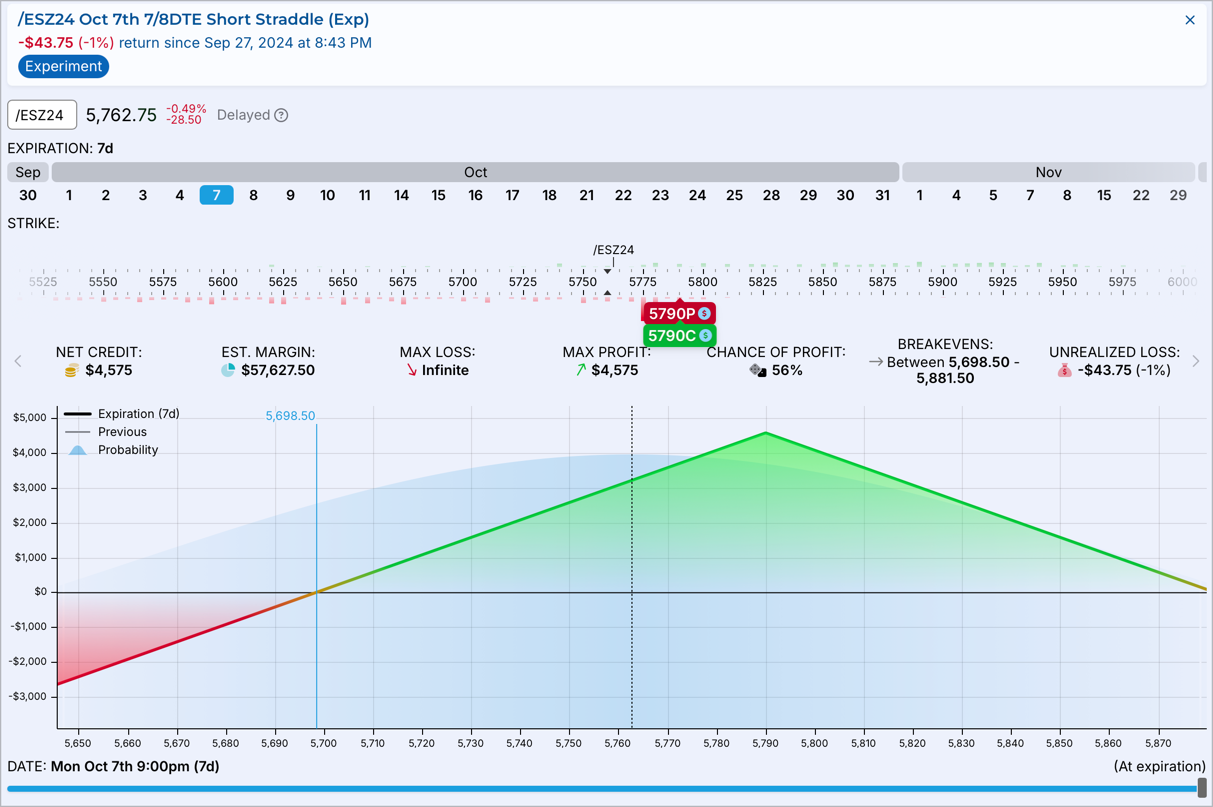 /ESZ24 Oct 7th 7/8DTE Short Straddle (Exp)
-$43.75 (-1%) return since Sep 27, 2024 at 8:43 PM
Experiment
/ESZ24 5,762.75 -0.49% -28.50 Delayed ?
EXPIRATION: 7d
Sep Oct Nov
30 1 2 3 4 7 8 9 10 11 14 15 16 17 18 21 22 23 24 25 28 29 30 31 1 4 5 6 7 8 15 22 29
STRIKE:
/ESZ24
5525 5550 5575 5600 5625 5650 5675 5700 5725 5750 5775 5800 5825 5850 5875 5900 5925 5950 5975 6000
5790P $
5790C $
NET CREDIT: EST. MARGIN: MAX LOSS: MAX PROFIT: CHANCE OF PROFIT: BREAKEVENS: UNREALIZED LOSS:
$4,575 $57,627.50 Infinite $4,575 56% Between 5,698.50 - $ -$43.75 (-1%)
5,881.50
Expiration (7d)
Previous
Probability
5,698.50
$5,000
$4,000
$3,000
$2,000
$1,000
$0
-$1,000
-$2,000
-$3,000
5,650 5,660 5,670 5,680 5,690 5,700 5,710 5,720 5,730 5,740 5,750 5,760 5,770 5,780 5,790 5,800 5,810 5,820 5,830 5,840 5,850 5,860 5,870
DATE: Mon Oct 7th 9:00pm (7d) (At expiration)